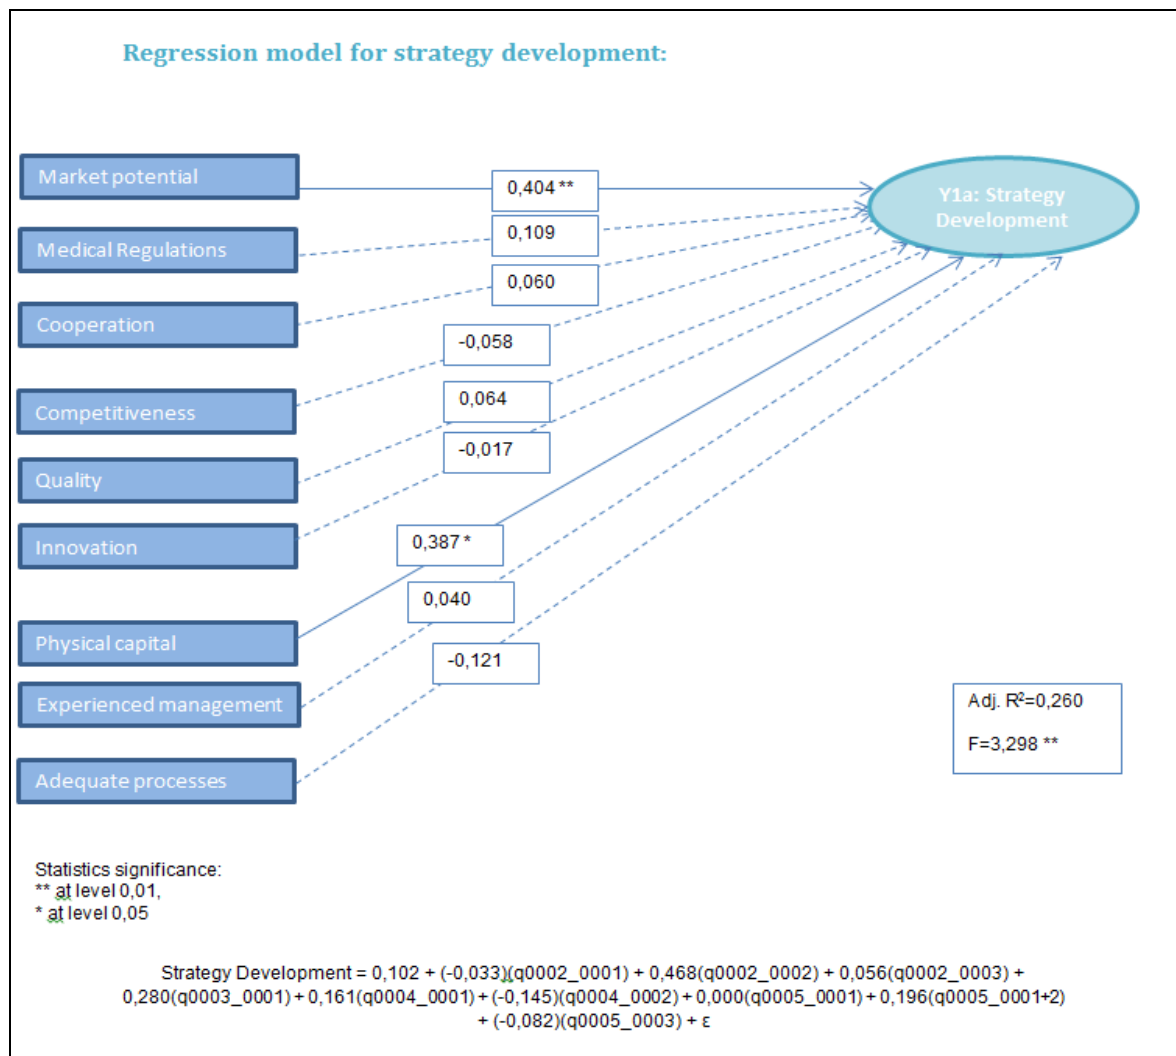 Regression model for strategy development:
Market potential
0,404 **
Y1a: Strategy
Development
Medical Regulations
0,109
Cooperation
0,060
Competitiveness
-0,058
Quality
0,064
Innovation
-0,017
Physical capital
0,387 *
Experienced management
0,040
Adequate processes
-0,121
Adj. R²=0,260
F=3,298 **
Statistics significance:
** at level 0,01,
* at level 0,05
Strategy Development = 0,102 + (-0,033)(q0002_0001) + 0,468(q0002_0002) + 0,056(q0002_0003) +
0,280(q0003_0001) + 0,161(q0004_0001) + (-0,145)(q0004_0002) + 0,000(q0005_0001) + 0,196(q0005_0001+2)
+ (-0,082)(q0005_0003) + ε